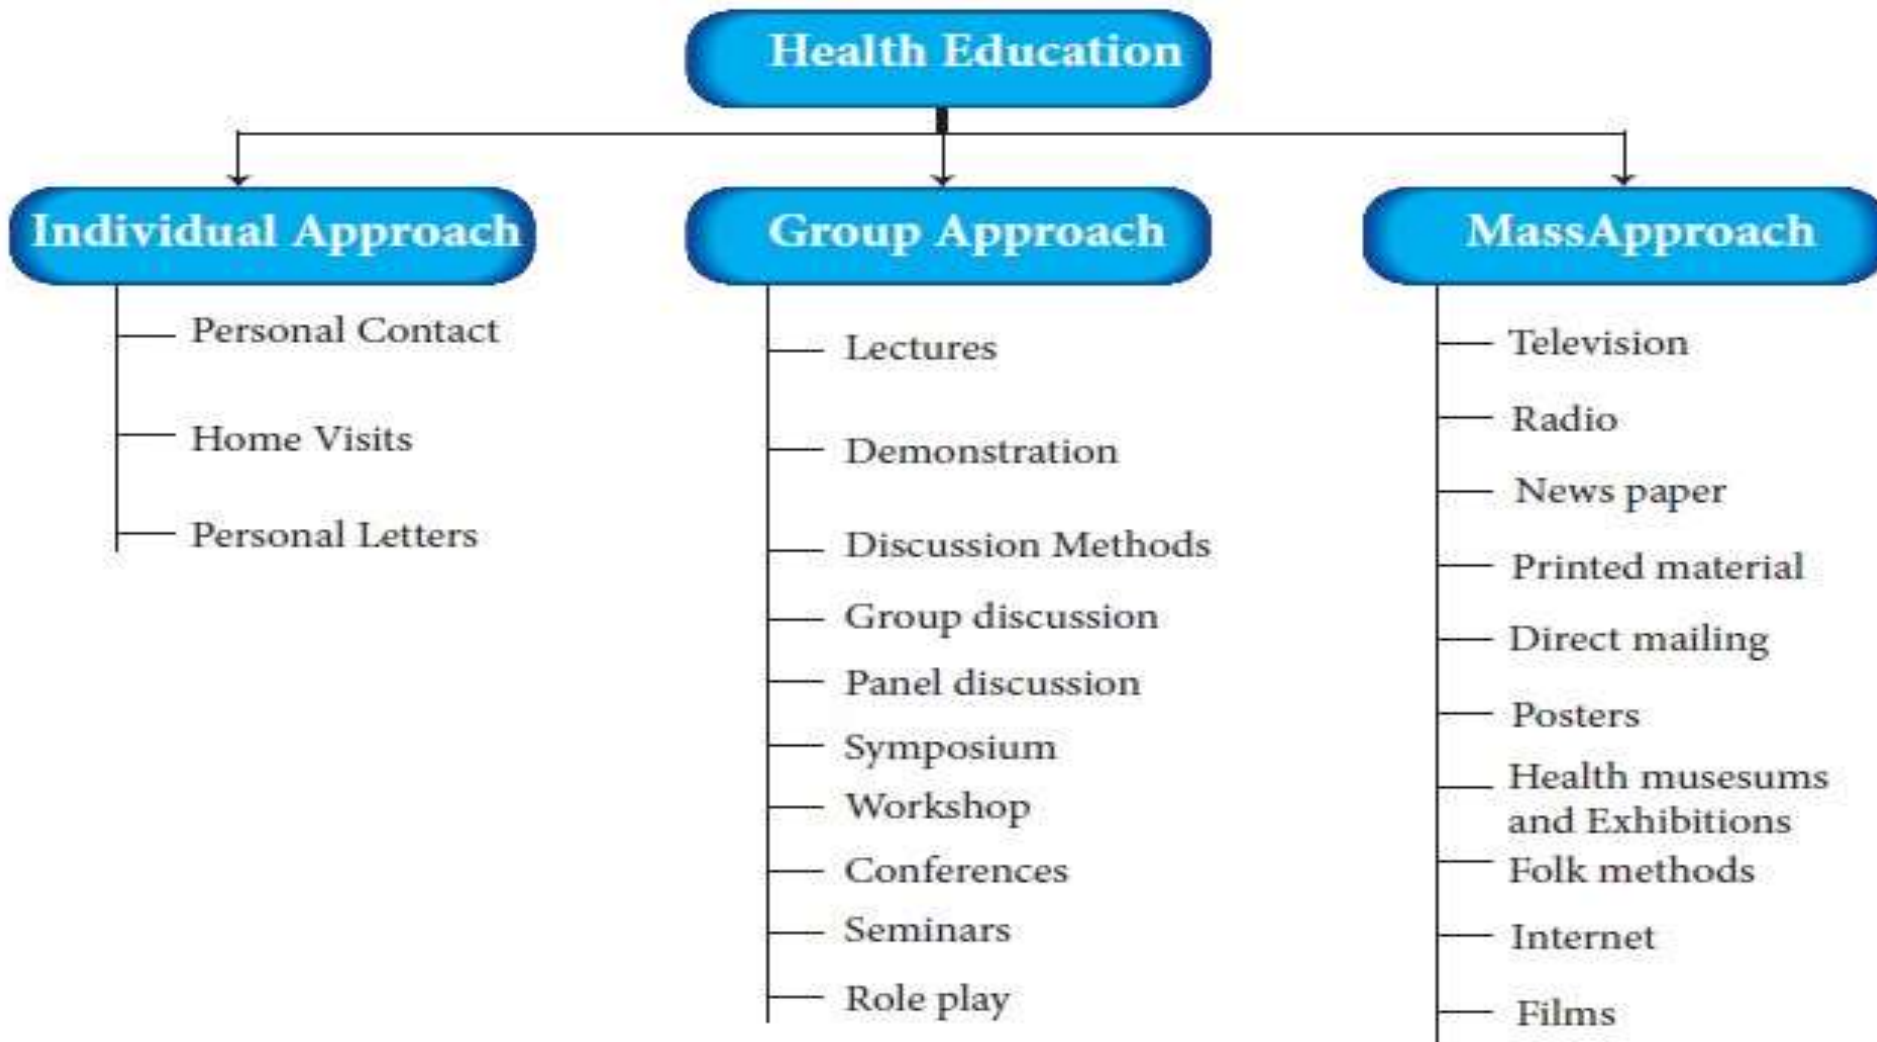 Health Education
Individual Approach
Personal Contact
Home Visits
Personal Letters
Group Approach
Lectures
Demonstration
Discussion Methods
Group discussion
Panel discussion
Symposium
Workshop
Conferences
Seminars
Role play
MassApproach
Television
Radio
News paper
Printed material
Direct mailing
Posters
Health musesums
and Exhibitions
Folk methods
Internet
Films